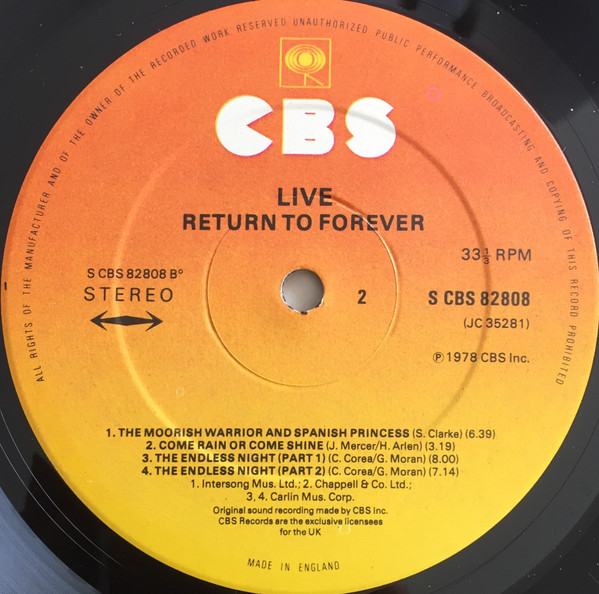 ALL RIGHTS OF THE MANUFACTURER AND OF THE OWNER OF THE RECORDED WORK RESERVED UNAUTHORIZED PUBLIC PERFORMANCE BROADCASTING AND COPYING OF THIS RECORD PROHIBITED
CBS
LIVE
RETURN TO FOREVER
33⅓ RPM
S CBS 82808 B°
STEREO
2
S CBS 82808
(JC 35281)
℗ 1978 CBS Inc.
1. THE MOORISH WARRIOR AND SPANISH PRINCESS (S. Clarke) (6.39)
2. COME RAIN OR COME SHINE (J. Mercer/H. Arlen) (3.19)
3. THE ENDLESS NIGHT (PART 1) (C. Corea/G. Moran) (8.00)
4. THE ENDLESS NIGHT (PART 2) (C. Corea/G. Moran) (7.14)
1. Intersong Mus. Ltd.; 2. Chappell & Co. Ltd.;
3, 4. Carlin Mus. Corp.
Original sound recording made by CBS Inc.
CBS Records are the exclusive licensees
for the UK
MADE IN ENGLAND